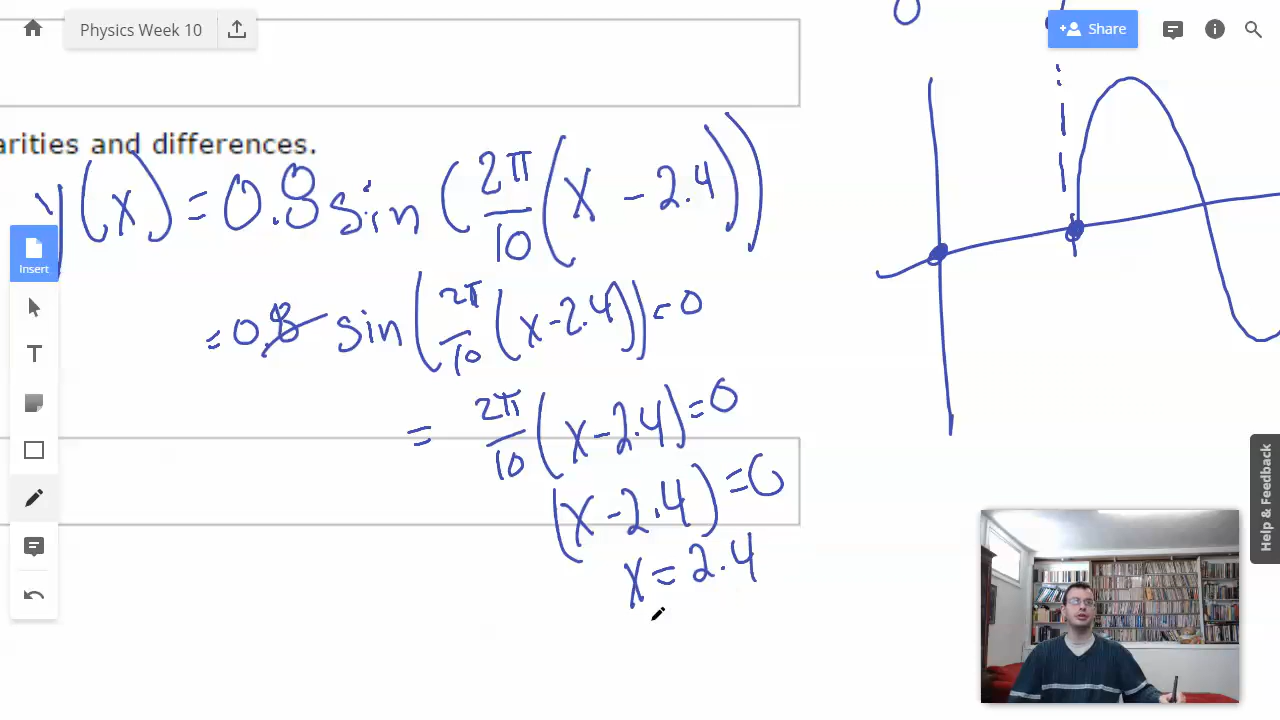 Physics Week 10
Share
0
arities and differences.
y(x) = 0.8 sin (2π/10 (x - 2.4))
Insert
= 0.8 sin (2π/10 (x - 2.4)) = 0
= 2π/10 (x - 2.4) = 0
(x - 2.4) = 0
x = 2.4
T
Help & Feedback